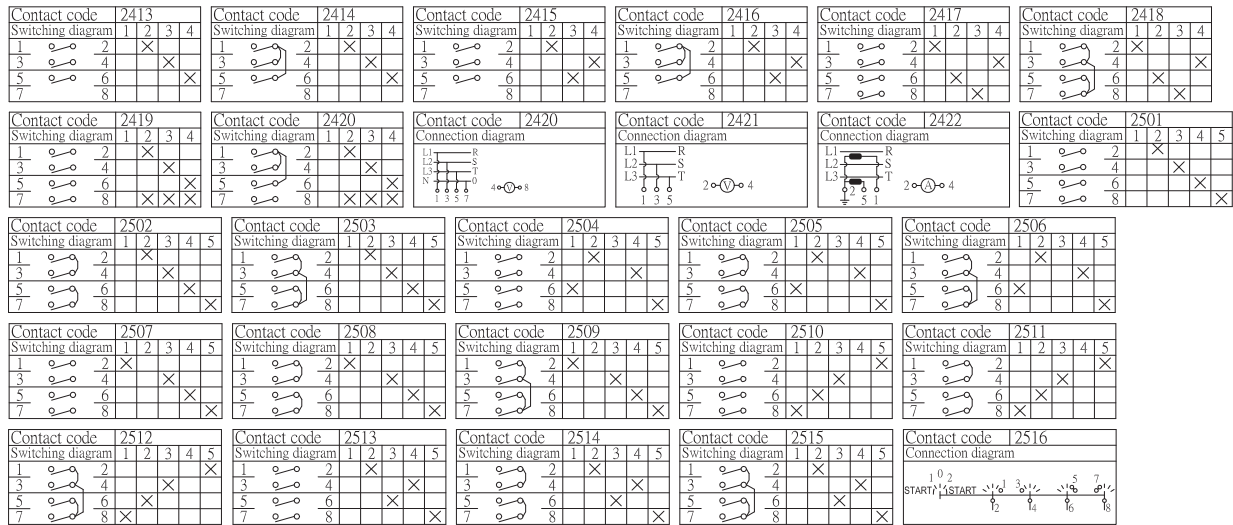 Contact code 2413
Switching diagram 1 2 3 4
1 2 ×
3 4 ×
5 6 ×
7 8
Contact code 2414
Switching diagram 1 2 3 4
1 2 ×
3 4 ×
5 6 ×
7 8
Contact code 2415
Switching diagram 1 2 3 4
1 2 ×
3 4 ×
5 6 ×
7 8
Contact code 2416
Switching diagram 1 2 3 4
1 2 ×
3 4 ×
5 6 ×
7 8
Contact code 2417
Switching diagram 1 2 3 4
1 2 ×
3 4 ×
5 6 ×
7 8 ×
Contact code 2418
Switching diagram 1 2 3 4
1 2 ×
3 4 ×
5 6 ×
7 8 ×
Contact code 2419
Switching diagram 1 2 3 4
1 2 ×
3 4 ×
5 6 ×
7 8 × × ×
Contact code 2420
Switching diagram 1 2 3 4
1 2 ×
3 4 ×
5 6 ×
7 8 × × ×
Contact code 2420
Connection diagram
L1 R
L2 S
L3 T
N 0
4 V 8
1 3 5 7
Contact code 2421
Connection diagram
L1 R
L2 S
L3 T
2 V 4
1 3 5
Contact code 2422
Connection diagram
L1 R
L2 S
L3 T
2 A 4
2 5 1
Contact code 2501
Switching diagram 1 2 3 4 5
1 2 ×
3 4 ×
5 6 ×
7 8 ×
Contact code 2502
Switching diagram 1 2 3 4 5
1 2 ×
3 4 ×
5 6 ×
7 8 ×
Contact code 2503
Switching diagram 1 2 3 4 5
1 2 ×
3 4 ×
5 6 ×
7 8 ×
Contact code 2504
Switching diagram 1 2 3 4 5
1 2 ×
3 4 ×
5 6 ×
7 8 ×
Contact code 2505
Switching diagram 1 2 3 4 5
1 2 ×
3 4 ×
5 6 ×
7 8 ×
Contact code 2506
Switching diagram 1 2 3 4 5
1 2 ×
3 4 ×
5 6 ×
7 8 ×
Contact code 2507
Switching diagram 1 2 3 4 5
1 2 ×
3 4 ×
5 6 ×
7 8 ×
Contact code 2508
Switching diagram 1 2 3 4 5
1 2 ×
3 4 ×
5 6 ×
7 8 ×
Contact code 2509
Switching diagram 1 2 3 4 5
1 2 ×
3 4 ×
5 6 ×
7 8 ×
Contact code 2510
Switching diagram 1 2 3 4 5
1 2 ×
3 4 ×
5 6 ×
7 8 ×
Contact code 2511
Switching diagram 1 2 3 4 5
1 2 ×
3 4 ×
5 6 ×
7 8 ×
Contact code 2512
Switching diagram 1 2 3 4 5
1 2 ×
3 4 ×
5 6 ×
7 8 ×
Contact code 2513
Switching diagram 1 2 3 4 5
1 2 ×
3 4
5 6 ×
7 8 ×
Contact code 2514
Switching diagram 1 2 3 4 5
1 2 ×
3 4 ×
5 6 ×
7 8 ×
Contact code 2515
Switching diagram 1 2 3 4 5
1 2 ×
3 4 ×
5 6 ×
7 8 ×
Contact code 2516
Connection diagram
1 0 2
START START 1 3 5 7
2 4 6 8